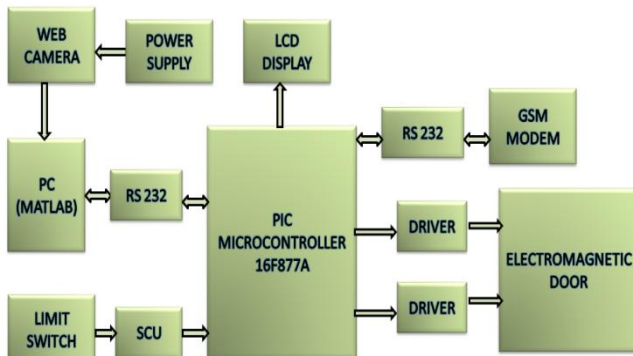 WEB
CAMERA
POWER
SUPPLY
LCD
DISPLAY
RS 232
GSM
MODEM
PC
(MATLAB)
RS 232
PIC
MICROCONTROLLER
16F877A
DRIVER
ELECTROMAGNETIC
DOOR
DRIVER
LIMIT
SWITCH
SCU